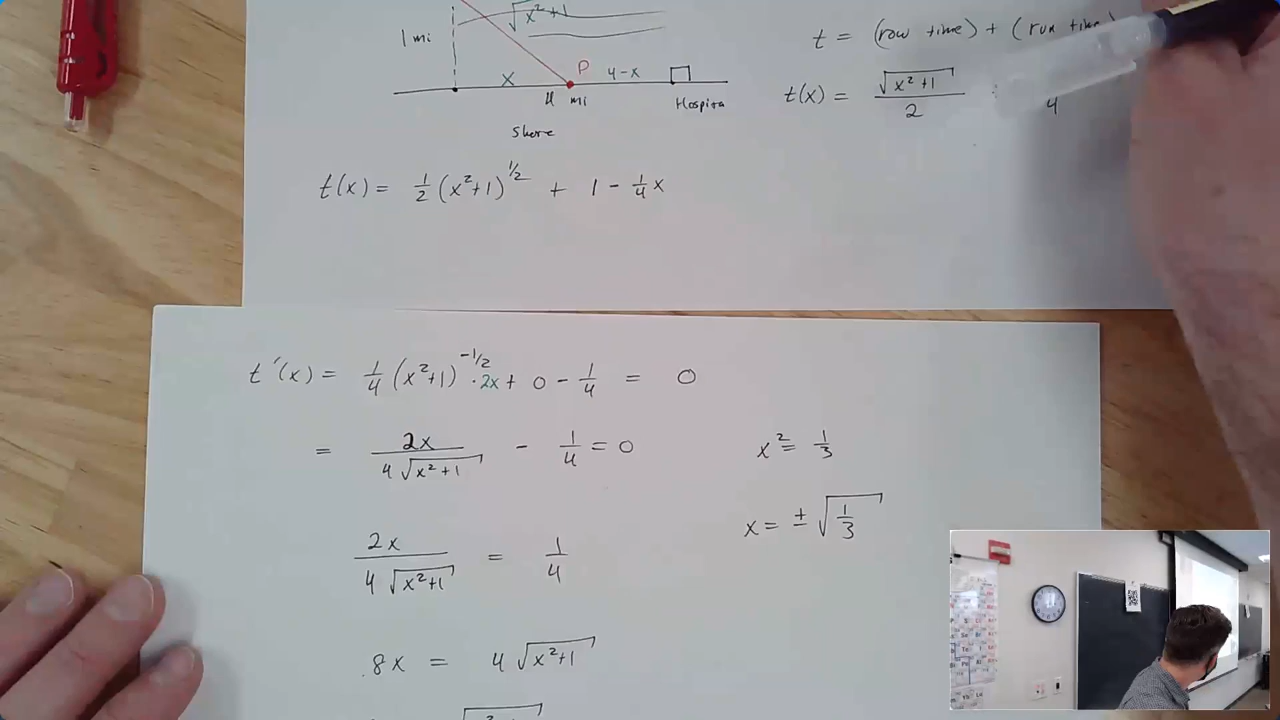 √x²+1
1 mi
t = (row time) + (run time)
P
x
4-x
4 mi
Hospita
Shore
t(x) = √x²+1 / 2
4
t(x) = 1/2 (x²+1)^1/2 + 1 - 1/4 x
t'(x) = 1/4 (x²+1)^-1/2 · 2x + 0 - 1/4 = 0
= 2x / 4√x²+1 - 1/4 = 0
x² = 1/3
x = ± √1/3
2x / 4√x²+1 = 1/4
8x = 4√x²+1